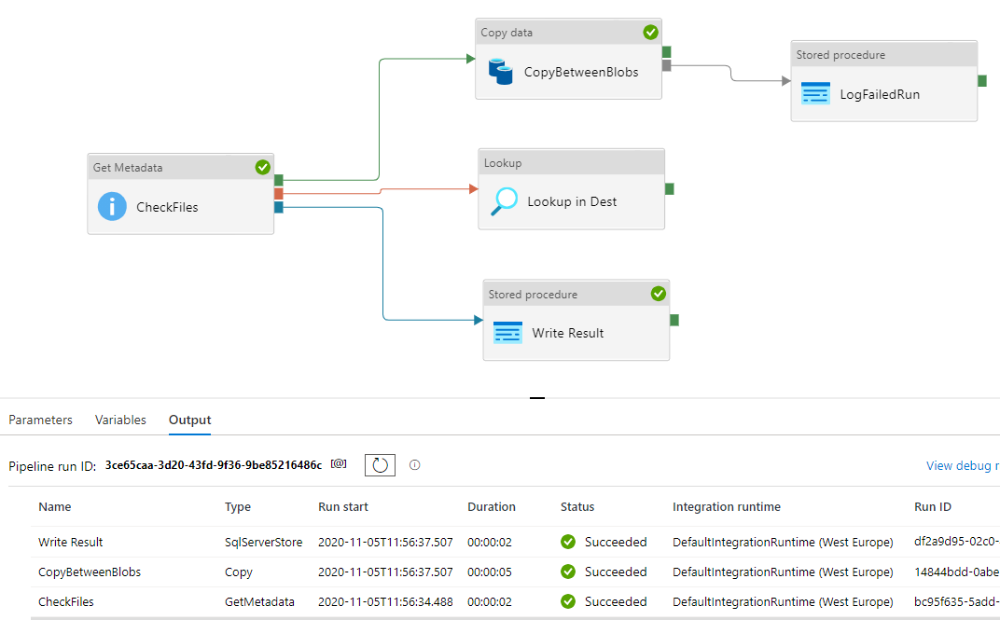 Copy data
CopyBetweenBlobs
Stored procedure
LogFailedRun
Get Metadata
CheckFiles
Lookup
Lookup in Dest
Stored procedure
Write Result
Parameters Variables Output
Pipeline run ID: 3ce65caa-3d20-43fd-9f36-9be85216486c [@] View debug r
Name Type Run start Duration Status Integration runtime Run ID
Write Result SqlServerStore 2020-11-05T11:56:37.507 00:00:02 Succeeded DefaultIntegrationRuntime (West Europe) df2a9d95-02c0-
CopyBetweenBlobs Copy 2020-11-05T11:56:37.507 00:00:05 Succeeded DefaultIntegrationRuntime (West Europe) 14844bdd-0abe
CheckFiles GetMetadata 2020-11-05T11:56:34.488 00:00:02 Succeeded DefaultIntegrationRuntime (West Europe) bc95f635-5add-